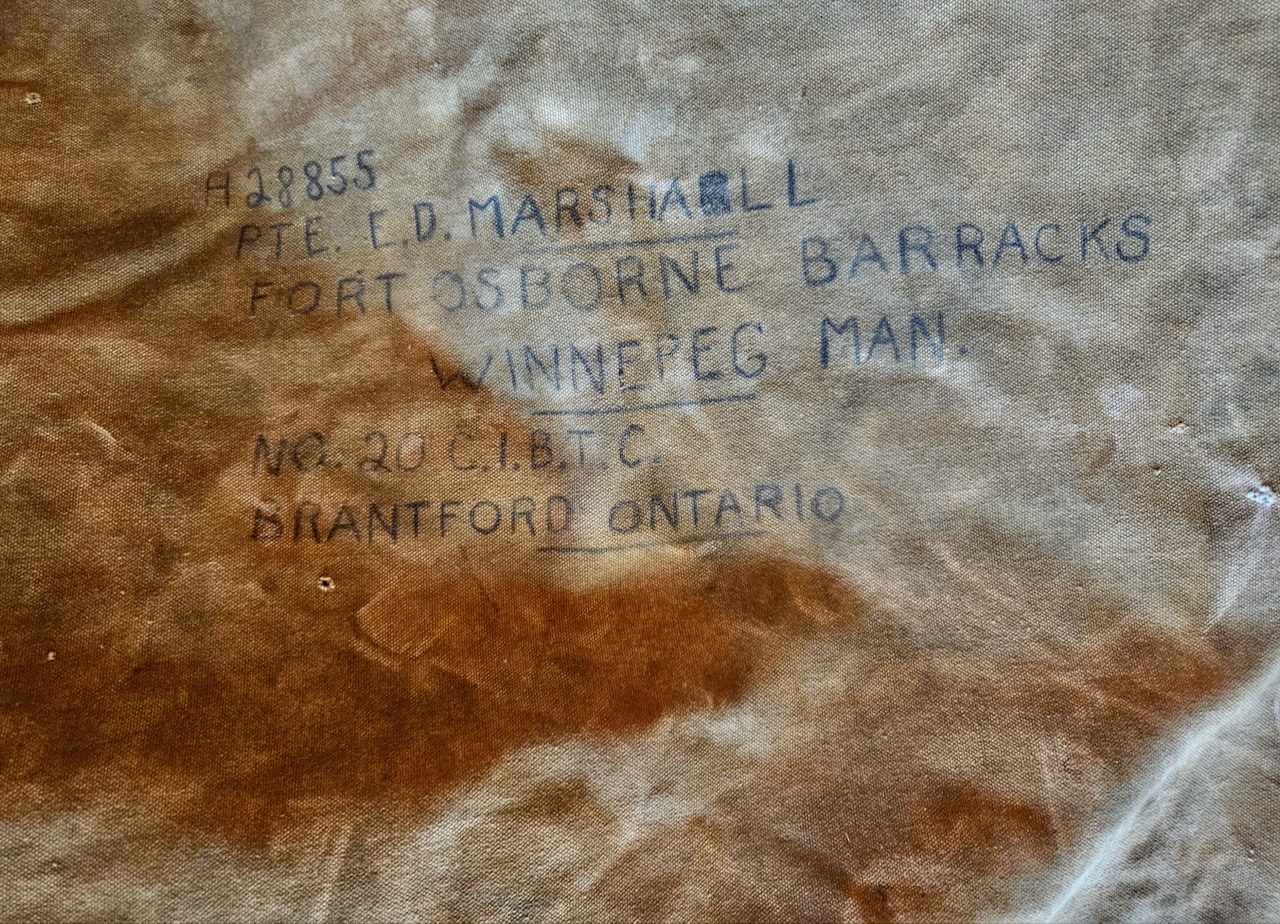 H28855
PTE. E.D. MARSHALL
FORT OSBORNE BARRACKS
WINNEPEG MAN.
NO. 20 C.I.B.T.C.
BRANTFORD ONTARIO